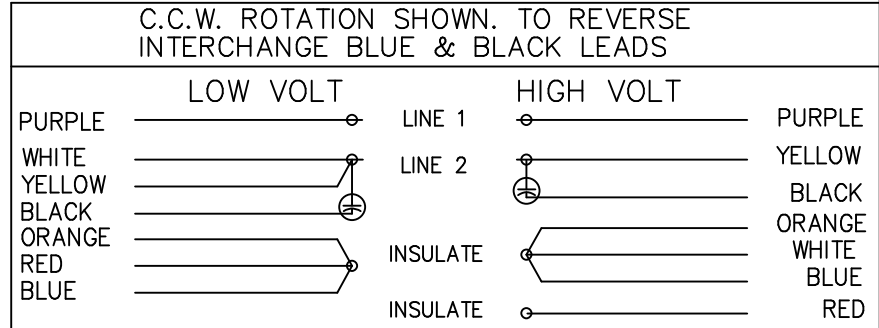 C.C.W. ROTATION SHOWN. TO REVERSE
INTERCHANGE BLUE & BLACK LEADS
LOW VOLT
HIGH VOLT
PURPLE
LINE 1
PURPLE
WHITE
LINE 2
YELLOW
YELLOW
BLACK
BLACK
ORANGE
ORANGE
RED
INSULATE
WHITE
BLUE
BLUE
INSULATE
RED